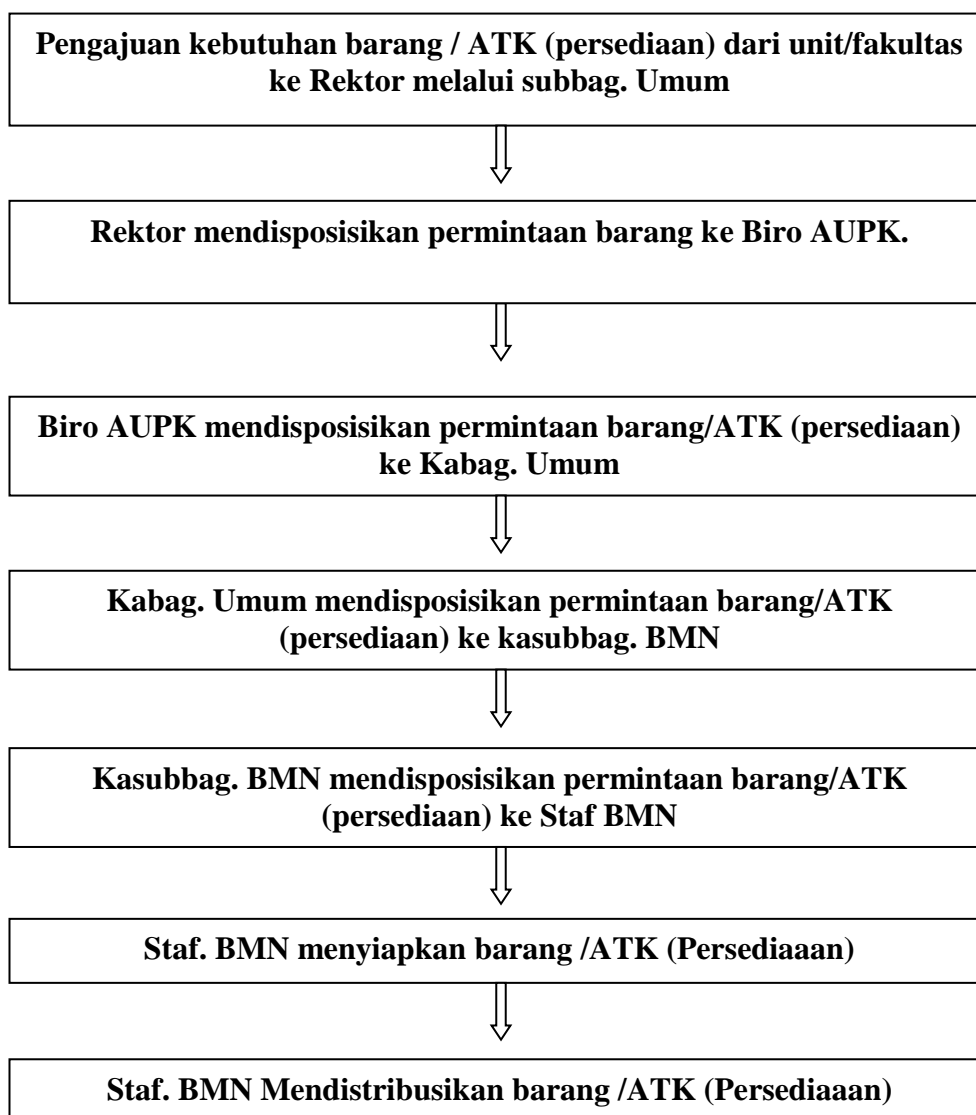 Pengajuan kebutuhan barang / ATK (persediaan) dari unit/fakultas
ke Rektor melalui subbag. Umum
Rektor mendisposisikan permintaan barang ke Biro AUPK.
Biro AUPK mendisposisikan permintaan barang/ATK (persediaan)
ke Kabag. Umum
Kabag. Umum mendisposisikan permintaan barang/ATK
(persediaan) ke kasubbag. BMN
Kasubbag. BMN mendisposisikan permintaan barang/ATK
(persediaan) ke Staf BMN
Staf. BMN menyiapkan barang /ATK (Persediaaan)
Staf. BMN Mendistribusikan barang /ATK (Persediaaan)